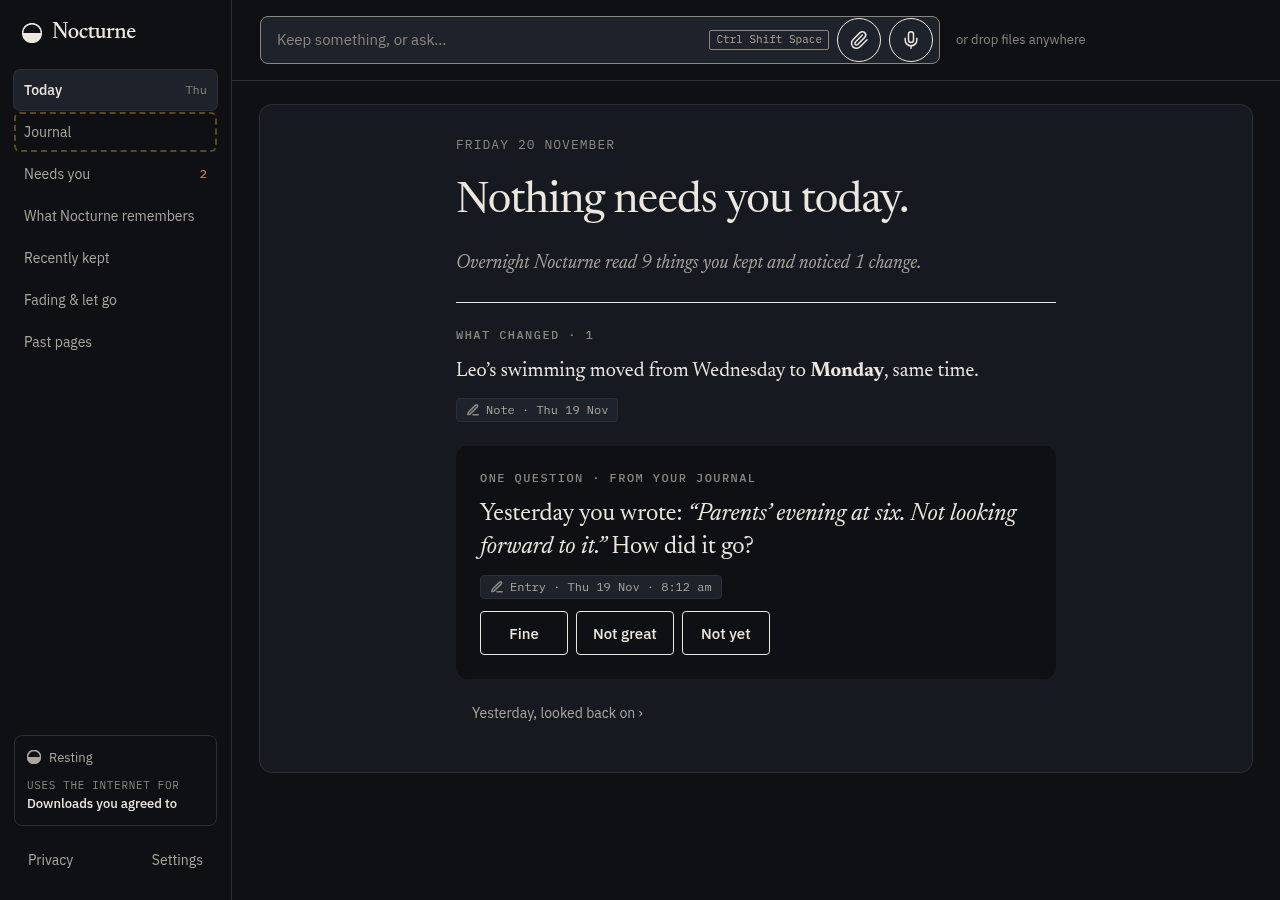 Nocturne
Today Thu
Journal
Needs you 2
What Nocturne remembers
Recently kept
Fading & let go
Past pages
Resting
USES THE INTERNET FOR
Downloads you agreed to
Privacy Settings
Keep something, or ask... Ctrl Shift Space
or drop files anywhere
FRIDAY 20 NOVEMBER
Nothing needs you today.
Overnight Nocturne read 9 things you kept and noticed 1 change.
WHAT CHANGED · 1
Leo’s swimming moved from Wednesday to Monday, same time.
Note · Thu 19 Nov
ONE QUESTION · FROM YOUR JOURNAL
Yesterday you wrote: “Parents’ evening at six. Not looking
forward to it.” How did it go?
Entry · Thu 19 Nov · 8:12 am
Fine Not great Not yet
Yesterday, looked back on ›